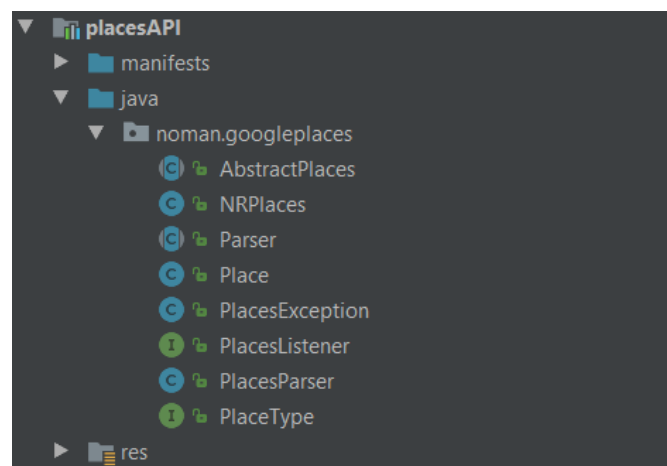 placesAPI
manifests
java
noman.googleplaces
C AbstractPlaces
C NRPlaces
C Parser
C Place
C PlacesException
I PlacesListener
C PlacesParser
I PlaceType
res